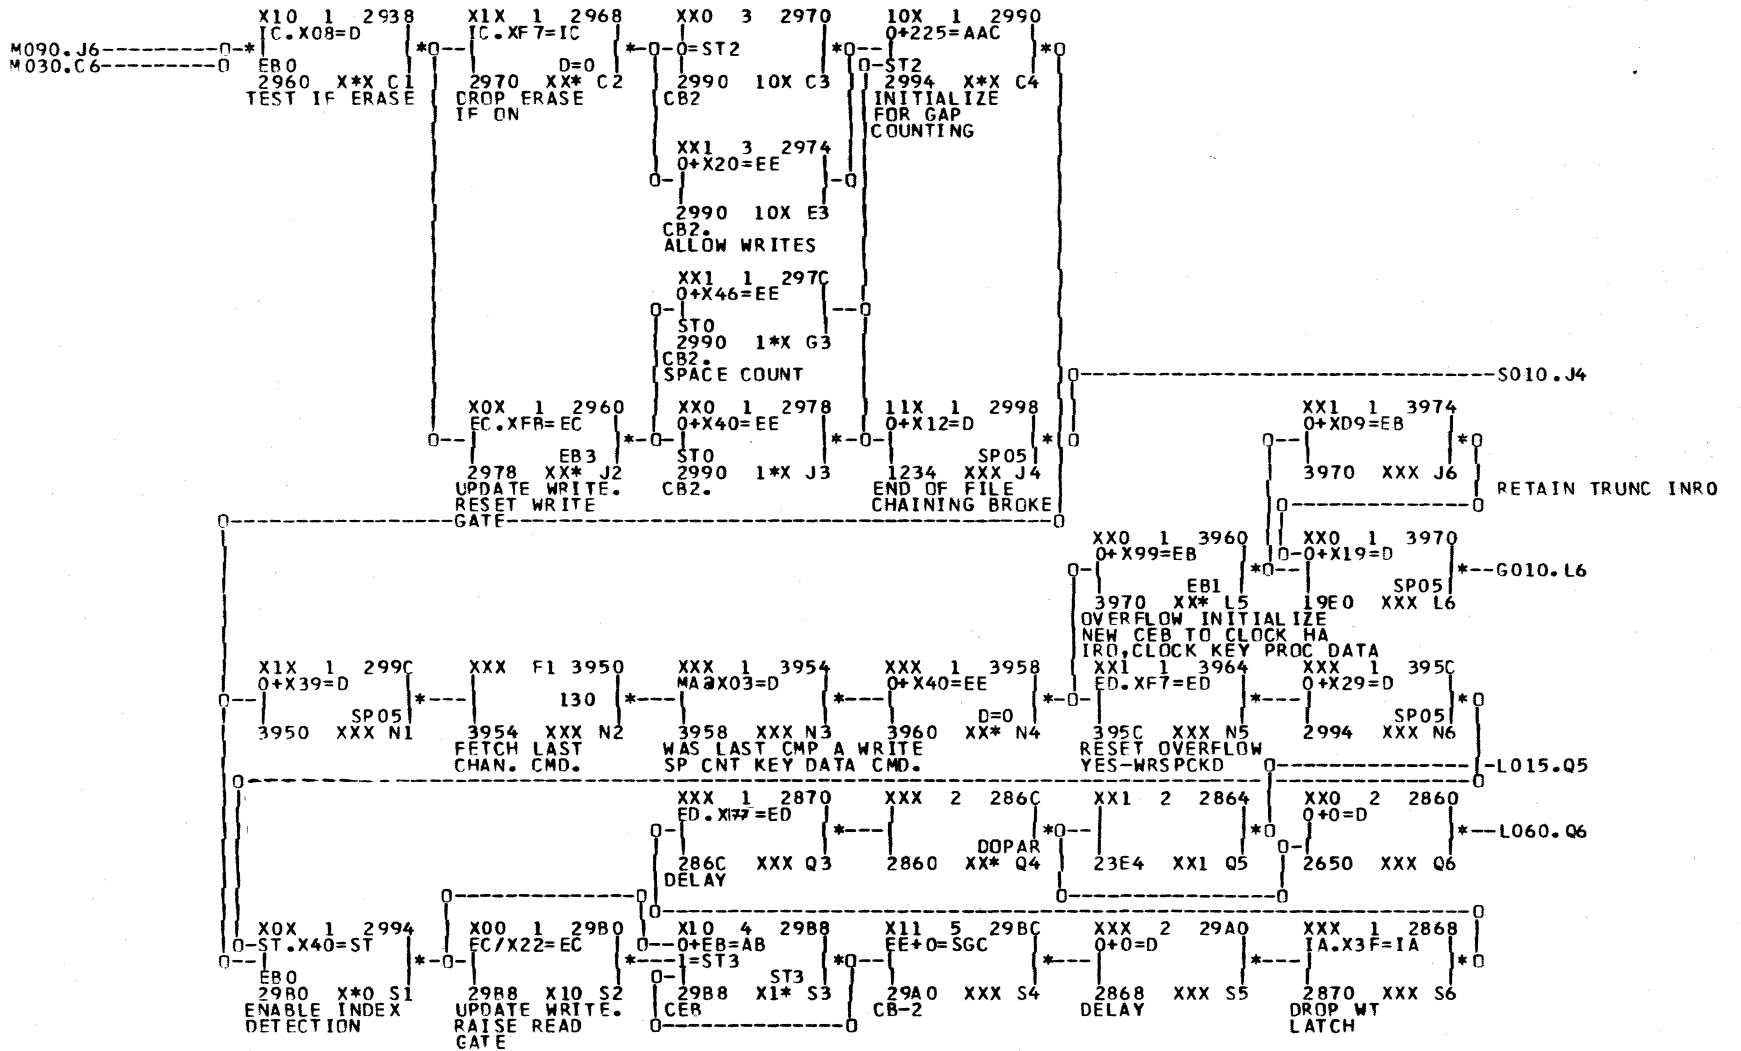 X10 1 2938
IC.X08=D
M090.J6
M030.C6
EB0
2960 X*X C1
TEST IF ERASE
X1X 1 2968
IC.XF7=IC
D=0
2970 XX* C2
DROP ERASE
IF ON
XX0 3 2970
0=ST2
2990 10X C3
CB2
10X 1 2990
0+225=AAC
ST2
2994 X*X C4
INITIALIZE
FOR GAP
COUNTING
XX1 3 2974
0+X20=EE
2990 10X E3
CB2.
ALLOW WRITES
XX1 1 297C
0+X46=EE
ST0
2990 1*X G3
CB2.
SPACE COUNT
S010.J4
X0X 1 2960
EC.XFB=EC
EB3
2978 XX* J2
UPDATE WRITE.
RESET WRITE
GATE
XX0 1 2978
0+X40=EE
ST0
2990 1*X J3
CB2.
11X 1 2998
0+X12=D
SP05
1234 XXX J4
END OF FILE
CHAINING BROKE
XX1 1 3974
0+XD9=EB
3970 XXX J6
RETAIN TRUNC INRO
XX0 1 3960
0+X99=EB
EB1
3970 XX* L5
OVERFLOW INITIALIZE
NEW CEB TO CLOCK HA
IRO,CLOCK KEY PROC DATA
XX0 1 3970
0+X19=D
SP05
19E0 XXX L6
G010.L6
X1X 1 299C
0+X39=D
SP05
3950 XXX N1
XXX F1 3950
130
3954 XXX N2
FETCH LAST
CHAN. CMD.
XXX 1 3954
MA@X03=D
3958 XXX N3
WAS LAST CMP A WRITE
SP CNT KEY DATA CMD.
XXX 1 3958
0+X40=EE
D=0
3960 XX* N4
XX1 1 3964
ED.XF7=ED
395C XXX N5
RESET OVERFLOW
YES-WRSPCKD
XXX 1 395C
0+X29=D
SP05
2994 XXX N6
L015.Q5
XXX 1 2870
286C XXX Q3
DELAY
XXX 2 286C
DOPAR
2860 XX* Q4
XX1 2 2864
23E4 XX1 Q5
XX0 2 2860
0+0=D
2650 XXX Q6
L060.Q6
X0X 1 2994
ST.X40=ST
EB0
29B0 X*0 S1
ENABLE INDEX
DETECTION
X00 1 29B0
EC/X22=EC
29B8 X10 S2
UPDATE WRITE.
RAISE READ
GATE
X10 4 29B8
0+EB=AB
1=ST3
ST3
29B8 X1* S3
CEB
X11 5 29BC
EE+0=SGC
29A0 XXX S4
CB-2
XXX 2 29A0
0+0=D
2868 XXX S5
DELAY
XXX 1 2868
IA.X3F=IA
2870 XXX S6
DROP WT
LATCH